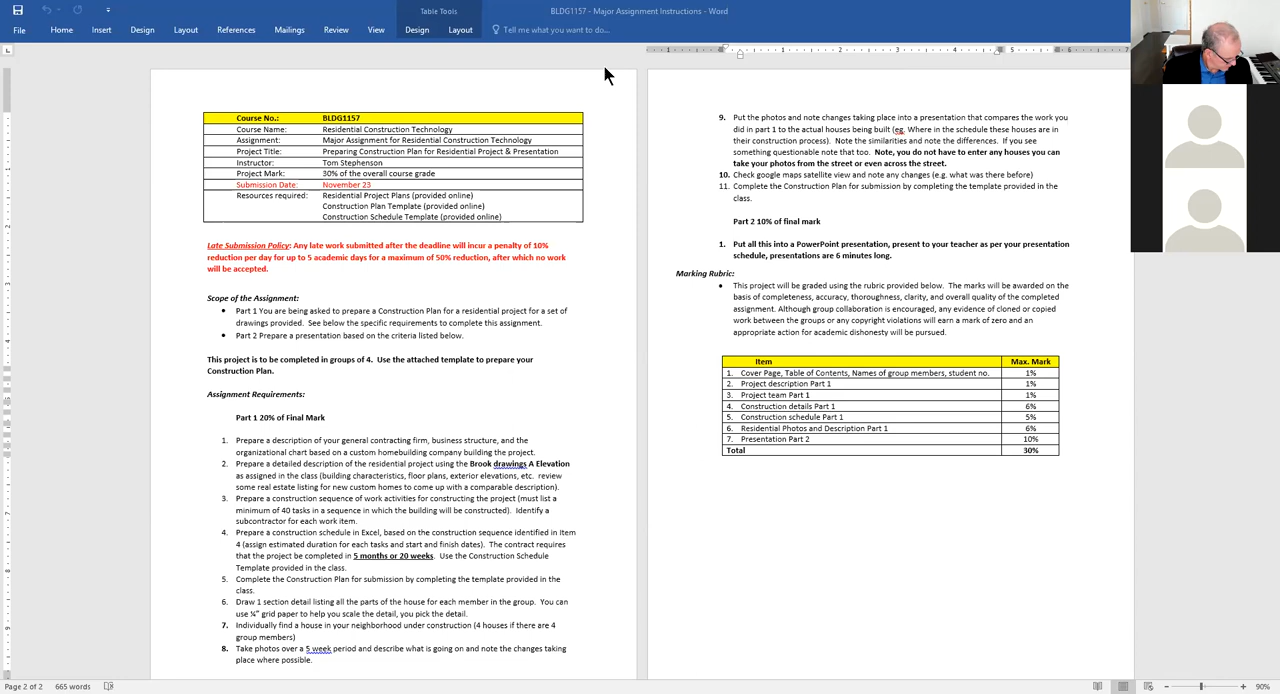 Table Tools
BLDG1157 - Major Assignment Instructions - Word
File Home Insert Design Layout References Mailings Review View Design Layout Tell me what you want to do...
Course No.: BLDG1157
Course Name: Residential Construction Technology
Assignment: Major Assignment for Residential Construction Technology
Project Title: Preparing Construction Plan for Residential Project & Presentation
Instructor: Tom Stephenson
Project Mark: 30% of the overall course grade
Submission Date: November 23
Resources required: Residential Project Plans (provided online)
Construction Plan Template (provided online)
Construction Schedule Template (provided online)
Late Submission Policy: Any late work submitted after the deadline will incur a penalty of 10%
reduction per day for up to 5 academic days for a maximum of 50% reduction, after which no work
will be accepted.
Scope of the Assignment:
• Part 1 You are being asked to prepare a Construction Plan for a residential project for a set of
drawings provided. See below the specific requirements to complete this assignment.
• Part 2 Prepare a presentation based on the criteria listed below.
This project is to be completed in groups of 4. Use the attached template to prepare your
Construction Plan.
Assignment Requirements:
Part 1 20% of Final Mark
1. Prepare a description of your general contracting firm, business structure, and the
organizational chart based on a custom homebuilding company building the project.
2. Prepare a detailed description of the residential project using the Brook drawings A Elevation
as assigned in the class (building characteristics, floor plans, exterior elevations, etc. review
some real estate listing for new custom homes to come up with a comparable description).
3. Prepare a construction sequence of work activities for constructing the project (must list a
minimum of 40 tasks in a sequence in which the building will be constructed). Identify a
subcontractor for each work item.
4. Prepare a construction schedule in Excel, based on the construction sequence identified in Item
4 (assign estimated duration for each tasks and start and finish dates). The contract requires
that the project be completed in 5 months or 20 weeks. Use the Construction Schedule
Template provided in the class.
5. Complete the Construction Plan for submission by completing the template provided in the
class.
6. Draw 1 section detail listing all the parts of the house for each member in the group. You can
use ¼” grid paper to help you scale the detail, you pick the detail.
7. Individually find a house in your neighborhood under construction (4 houses if there are 4
group members)
8. Take photos over a 5 week period and describe what is going on and note the changes taking
place where possible.
9. Put the photos and note changes taking place into a presentation that compares the work you
did in part 1 to the actual houses being built (eg. Where in the schedule these houses are in
their construction process). Note the similarities and note the differences. If you see
something questionable note that too. Note, you do not have to enter any houses you can
take your photos from the street or even across the street.
10. Check google maps satellite view and note any changes (e.g. what was there before)
11. Complete the Construction Plan for submission by completing the template provided in the
class.
Part 2 10% of final mark
1. Put all this into a PowerPoint presentation, present to your teacher as per your presentation
schedule, presentations are 6 minutes long.
Marking Rubric:
• This project will be graded using the rubric provided below. The marks will be awarded on the
basis of completeness, accuracy, thoroughness, clarity, and overall quality of the completed
assignment. Although group collaboration is encouraged, any evidence of cloned or copied
work between the groups or any copyright violations will earn a mark of zero and an
appropriate action for academic dishonesty will be pursued.
Item Max. Mark
1. Cover Page, Table of Contents, Names of group members, student no. 1%
2. Project description Part 1 1%
3. Project team Part 1 1%
4. Construction details Part 1 6%
5. Construction schedule Part 1 5%
6. Residential Photos and Description Part 1 6%
7. Presentation Part 2 10%
Total 30%
Page 2 of 2 665 words 90%